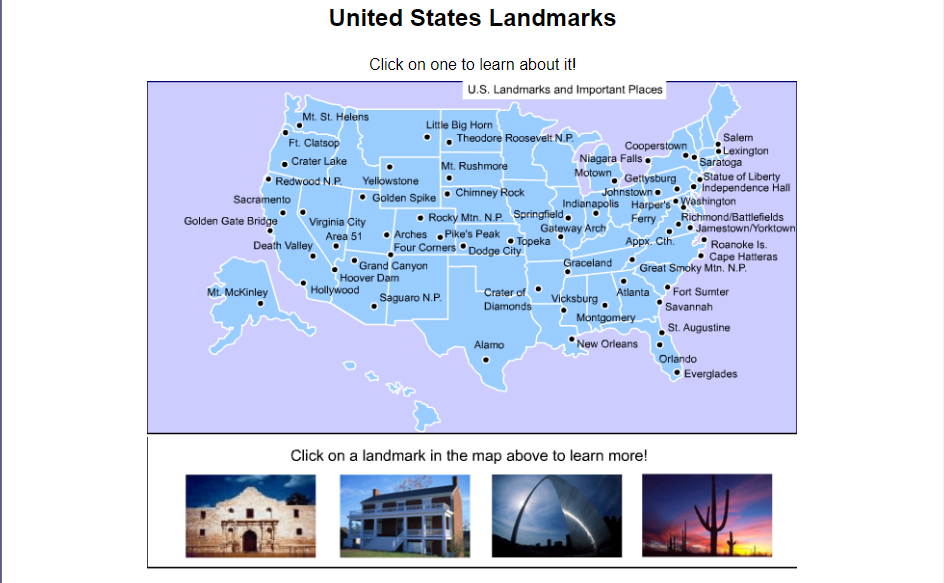 United States Landmarks
Click on one to learn about it!
U.S. Landmarks and Important Places
Mt. St. Helens
Ft. Clatsop
Crater Lake
Redwood N.P.
Sacramento
Golden Gate Bridge
Virginia City
Area 51
Death Valley
Hollywood
Hoover Dam
Grand Canyon
Saguaro N.P.
Mt. McKinley
Little Big Horn
Theodore Roosevelt N.P.
Yellowstone
Mt. Rushmore
Golden Spike
Chimney Rock
Rocky Mtn. N.P.
Arches
Pike's Peak
Four Corners
Dodge City
Topeka
Alamo
Springfield
Gateway Arch
Indianapolis
Graceland
Crater of
Diamonds
Vicksburg
Montgomery
New Orleans
Atlanta
Niagara Falls
Motown
Cooperstown
Salem
Lexington
Saratoga
Gettysburg
Johnstown
Statue of Liberty
Independence Hall
Harper's
Ferry
Washington
Richmond/Battlefields
Jamestown/Yorktown
Appx. Cth.
Roanoke Is.
Cape Hatteras
Great Smoky Mtn. N.P.
Fort Sumter
Savannah
St. Augustine
Orlando
Everglades
Click on a landmark in the map above to learn more!